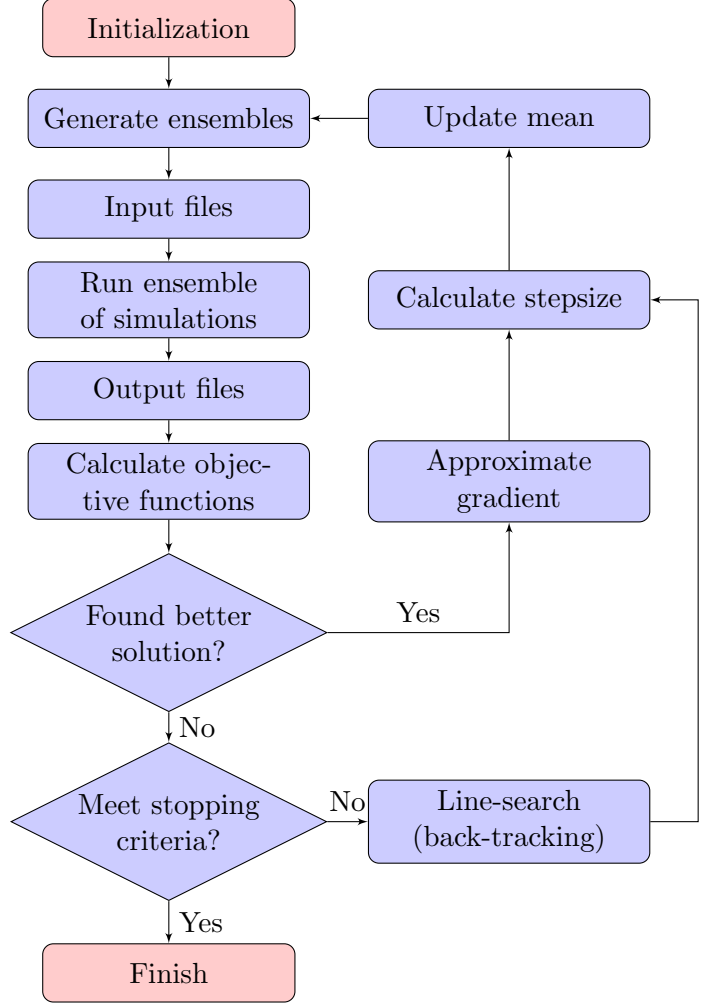 Initialization
Generate ensembles
Update mean
Input files
Run ensemble
of simulations
Calculate stepsize
Output files
Calculate objec-
tive functions
Approximate
gradient
Found better
solution?
Yes
No
Meet stopping
criteria?
No
Line-search
(back-tracking)
Yes
Finish